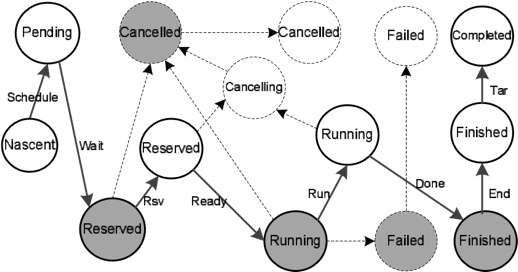 Pending
Cancelled
Cancelled
Failed
Completed
Schedule
Cancelling
Tar
Nascent
Wait
Reserved
Running
Finished
Rsv
Ready
Run
Done
End
Reserved
Running
Failed
Finished